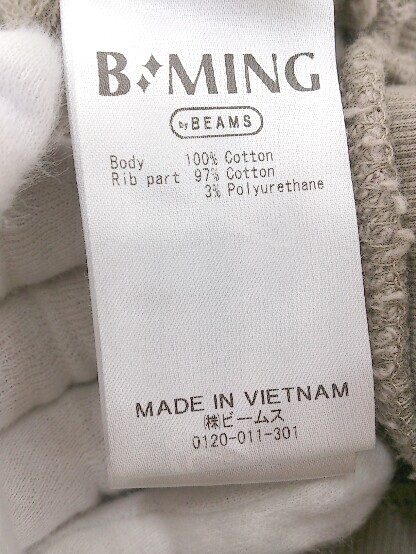 B MING
by BEAMS
Body 100% Cotton
Rib part 97% Cotton
3% Polyurethane
MADE IN VIETNAM
㈱ビームス
0120-011-301